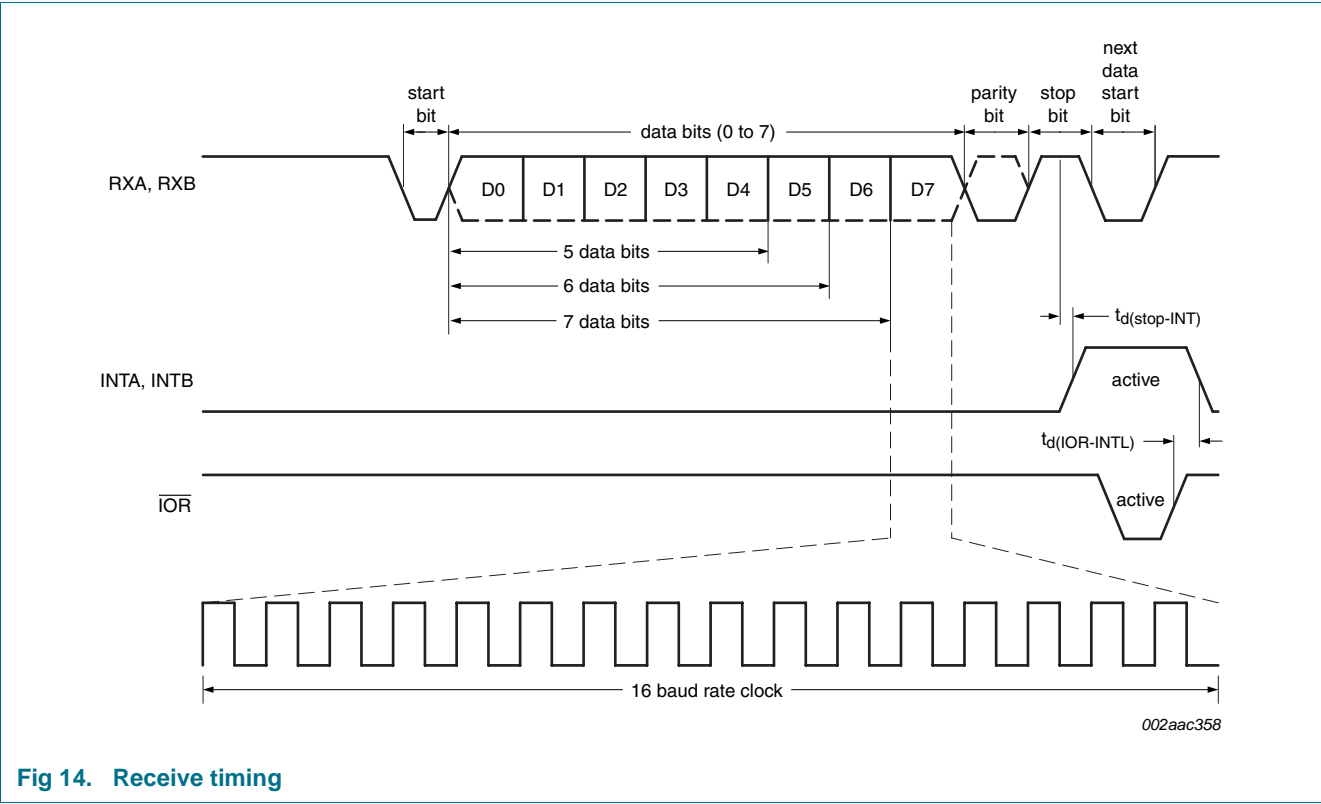 next
data
start
bit
start
bit
parity
bit
stop
bit
data bits (0 to 7)
RXA, RXB
D0 D1 D2 D3 D4 D5 D6 D7
5 data bits
6 data bits
7 data bits
td(stop-INT)
INTA, INTB
active
td(IOR-INTL)
IOR
active
16 baud rate clock
002aac358
Fig 14. Receive timing